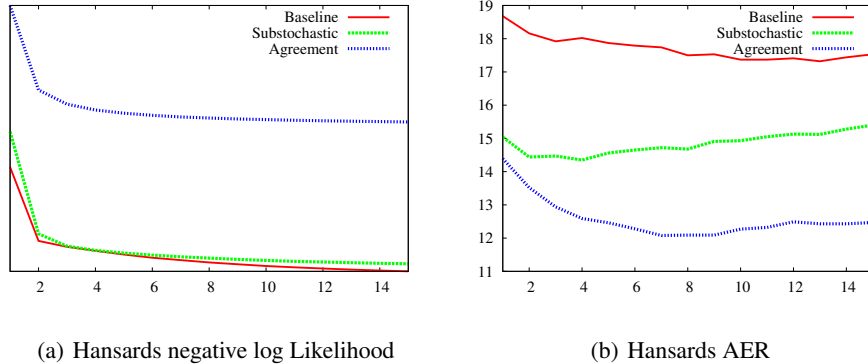 Baseline
Substochastic
Agreement
2 4 6 8 10 12 14
(a) Hansards negative log Likelihood
19
18
17
16
15
14
13
12
11
Baseline
Substochastic
Agreement
2 4 6 8 10 12 14
(b) Hansards AER